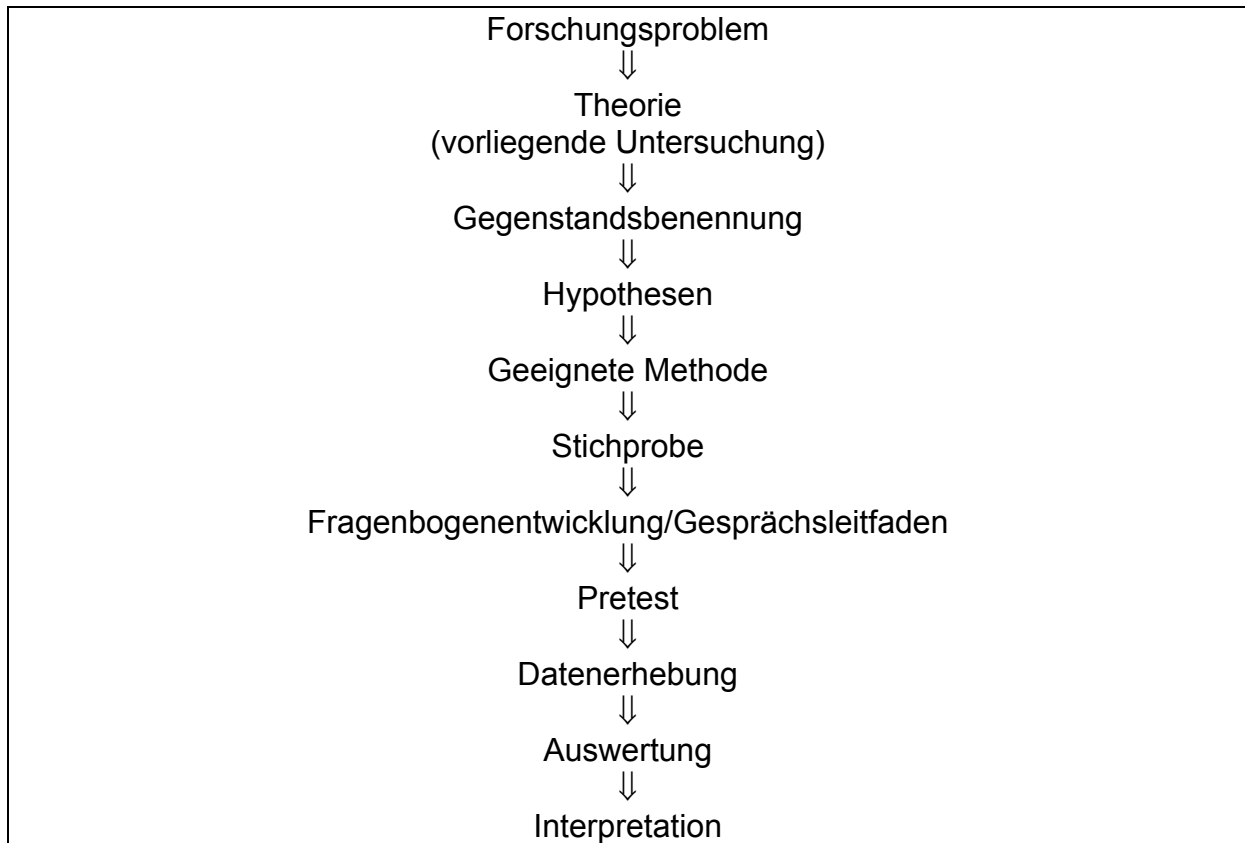 Forschungsproblem
⇓
Theorie
(vorliegende Untersuchung)
⇓
Gegenstandsbenennung
⇓
Hypothesen
⇓
Geeignete Methode
⇓
Stichprobe
⇓
Fragenbogenentwicklung/Gesprächsleitfaden
⇓
Pretest
⇓
Datenerhebung
⇓
Auswertung
⇓
Interpretation